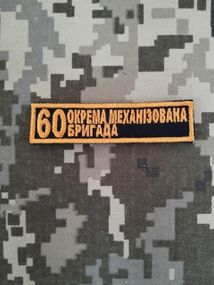 60 ОКРЕМА МЕХАНІЗОВАНА
БРИГАДА